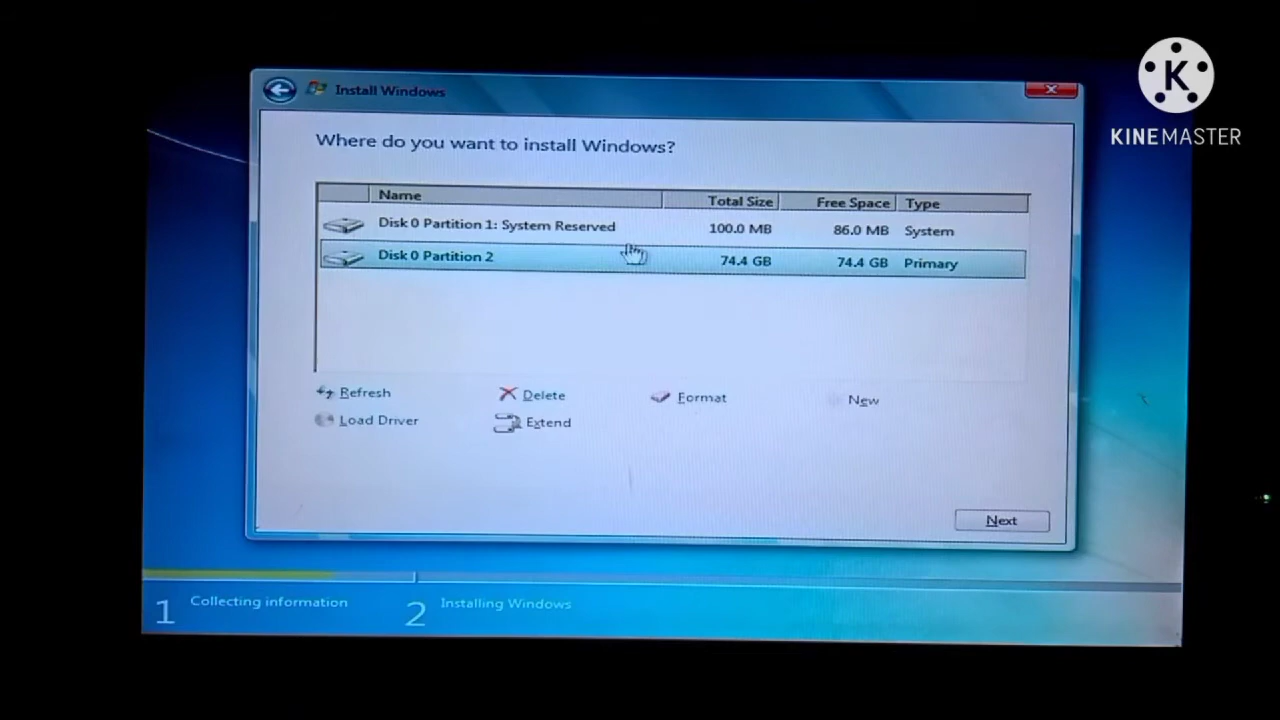 K
KINEMASTER
Install Windows
Where do you want to install Windows?
Name Total Size Free Space Type
Disk 0 Partition 1: System Reserved 100.0 MB 86.0 MB System
Disk 0 Partition 2 74.4 GB 74.4 GB Primary
Refresh Delete Format New
Load Driver Extend
Next
1 Collecting information 2 Installing Windows